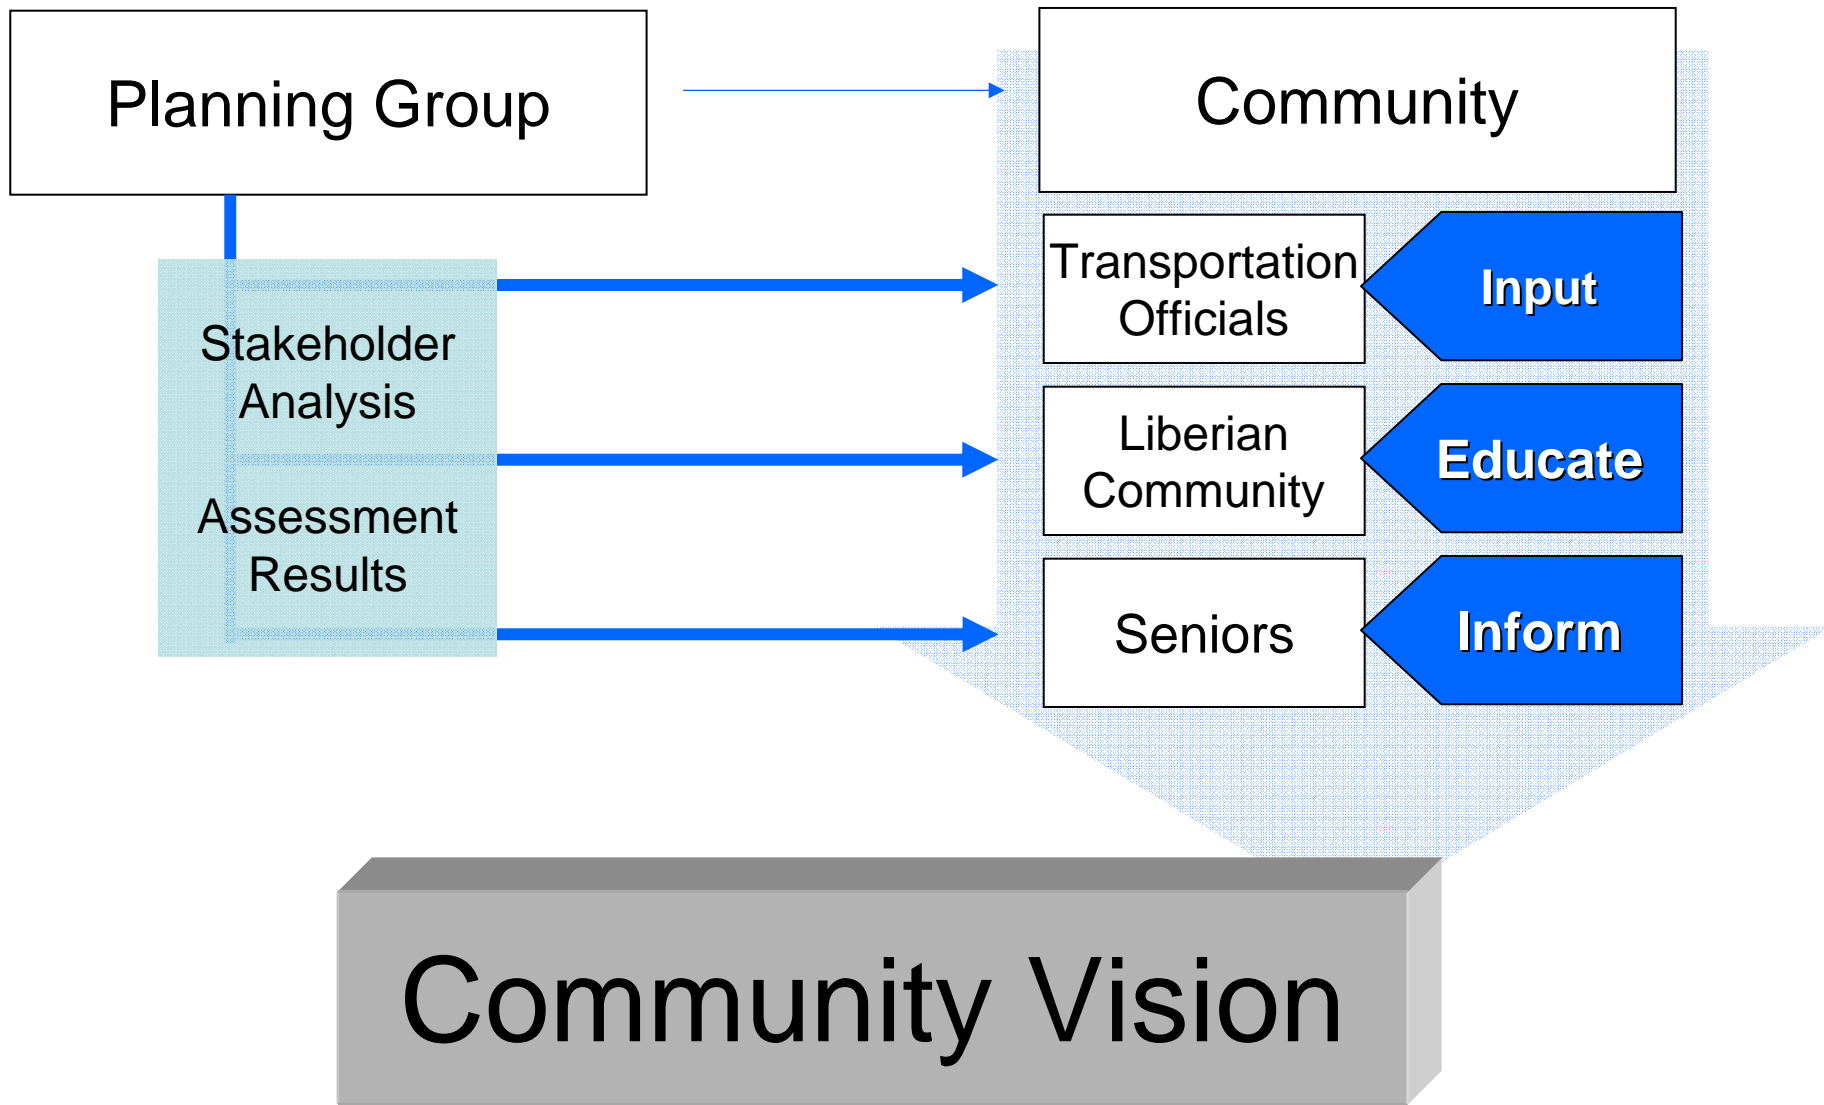 Planning Group
Community
Stakeholder
Analysis
Assessment
Results
Transportation
Officials
Input
Liberian
Community
Educate
Seniors
Inform
Community Vision